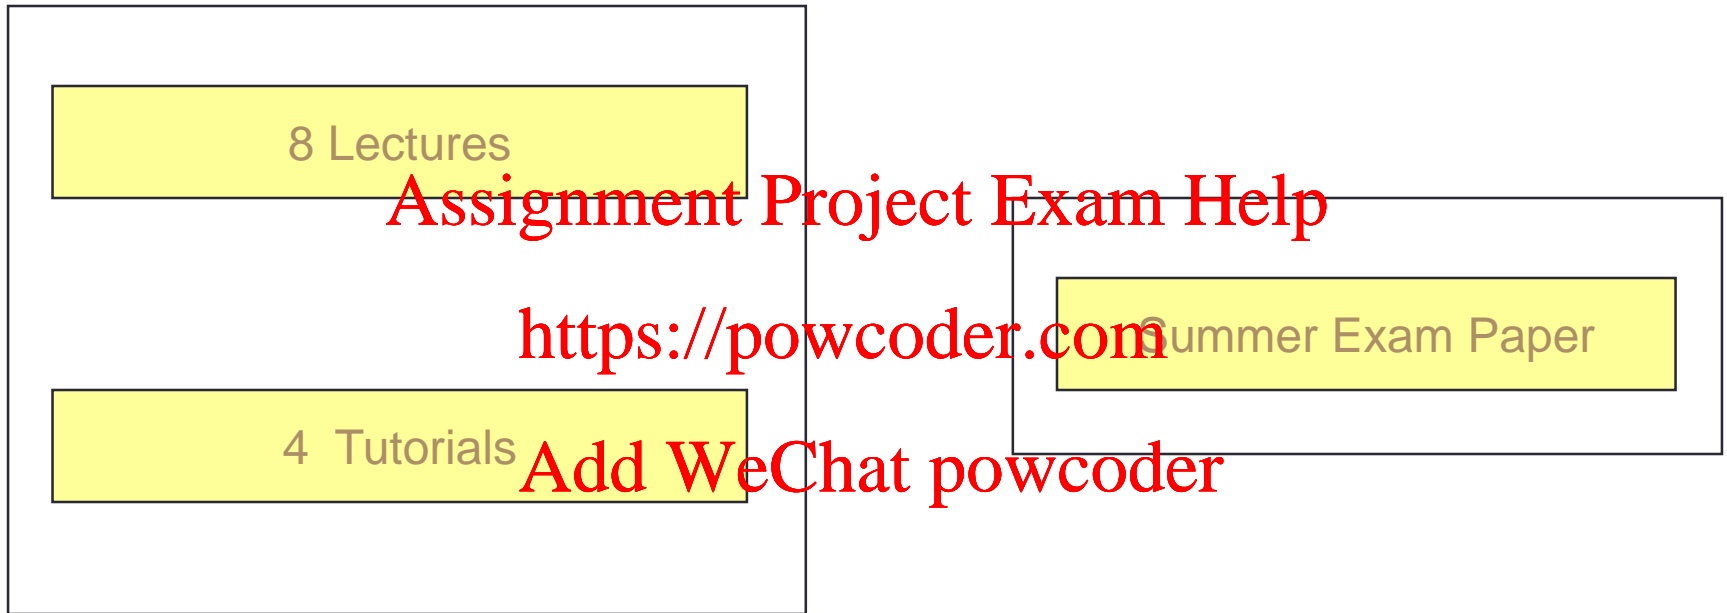 8 Lectures
Assignment Project Exam Help
https://powcoder.com
Summer Exam Paper
4 Tutorials
Add WeChat powcoder